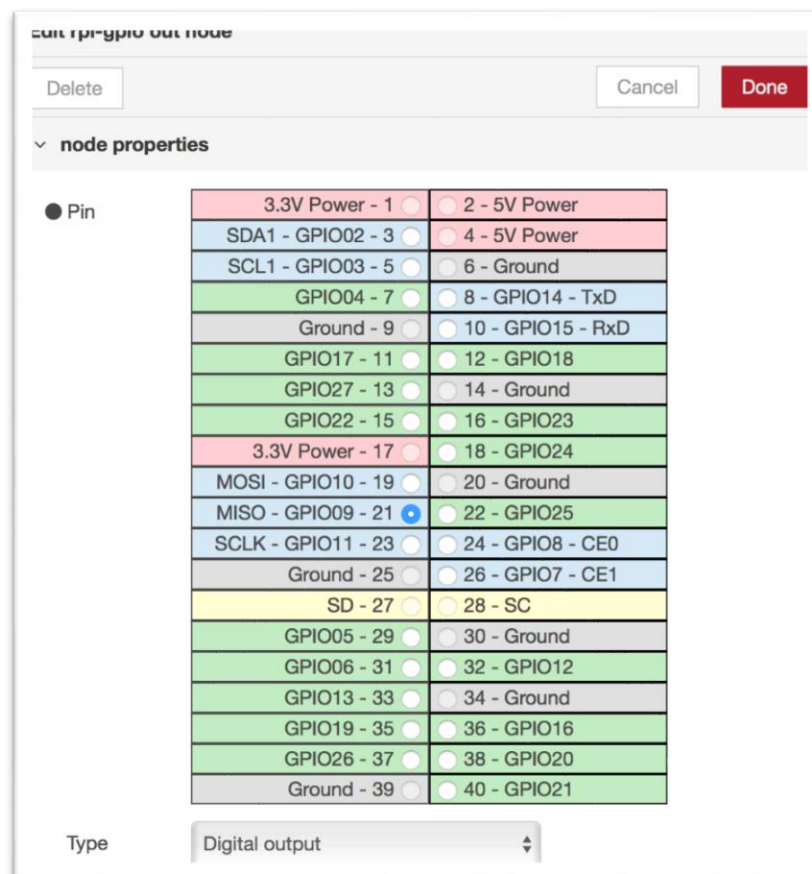 Edit rpi-gpio out node
Delete Cancel Done
node properties
Pin
3.3V Power - 1 2 - 5V Power
SDA1 - GPIO02 - 3 4 - 5V Power
SCL1 - GPIO03 - 5 6 - Ground
GPIO04 - 7 8 - GPIO14 - TxD
Ground - 9 10 - GPIO15 - RxD
GPIO17 - 11 12 - GPIO18
GPIO27 - 13 14 - Ground
GPIO22 - 15 16 - GPIO23
3.3V Power - 17 18 - GPIO24
MOSI - GPIO10 - 19 20 - Ground
MISO - GPIO09 - 21 22 - GPIO25
SCLK - GPIO11 - 23 24 - GPIO8 - CE0
Ground - 25 26 - GPIO7 - CE1
SD - 27 28 - SC
GPIO05 - 29 30 - Ground
GPIO06 - 31 32 - GPIO12
GPIO13 - 33 34 - Ground
GPIO19 - 35 36 - GPIO16
GPIO26 - 37 38 - GPIO20
Ground - 39 40 - GPIO21
Type Digital output